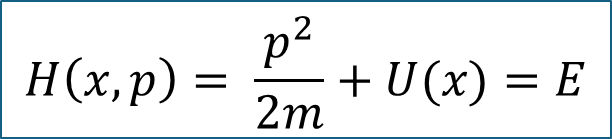 H(x,p) = p²/2m + U(x) = E